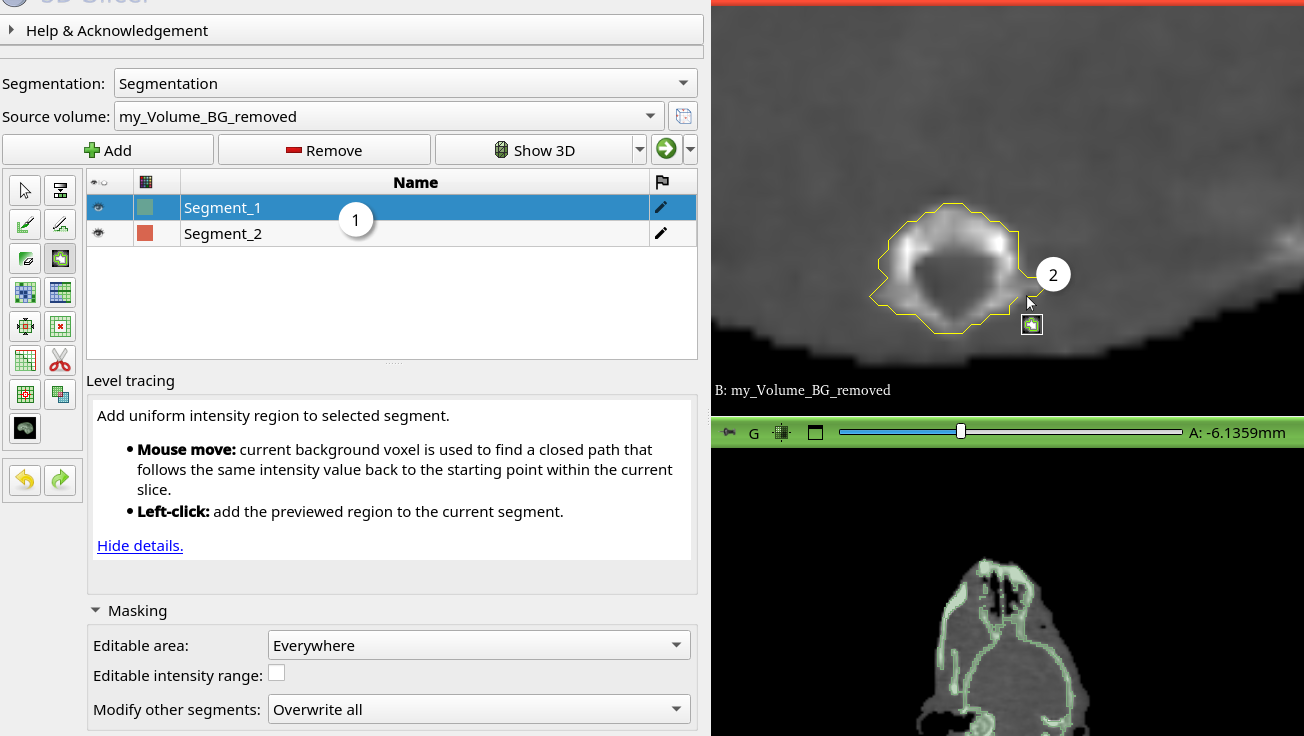 Help & Acknowledgement
Segmentation: Segmentation
Source volume: my_Volume_BG_removed
Add Remove Show 3D
Name
Segment_1
1
Segment_2
2
Level tracing
Add uniform intensity region to selected segment.
• Mouse move: current background voxel is used to find a closed path that
follows the same intensity value back to the starting point within the current
slice.
• Left-click: add the previewed region to the current segment.
Hide details.
Masking
Editable area: Everywhere
Editable intensity range:
Modify other segments: Overwrite all
B: my_Volume_BG_removed
G A: -6.1359mm